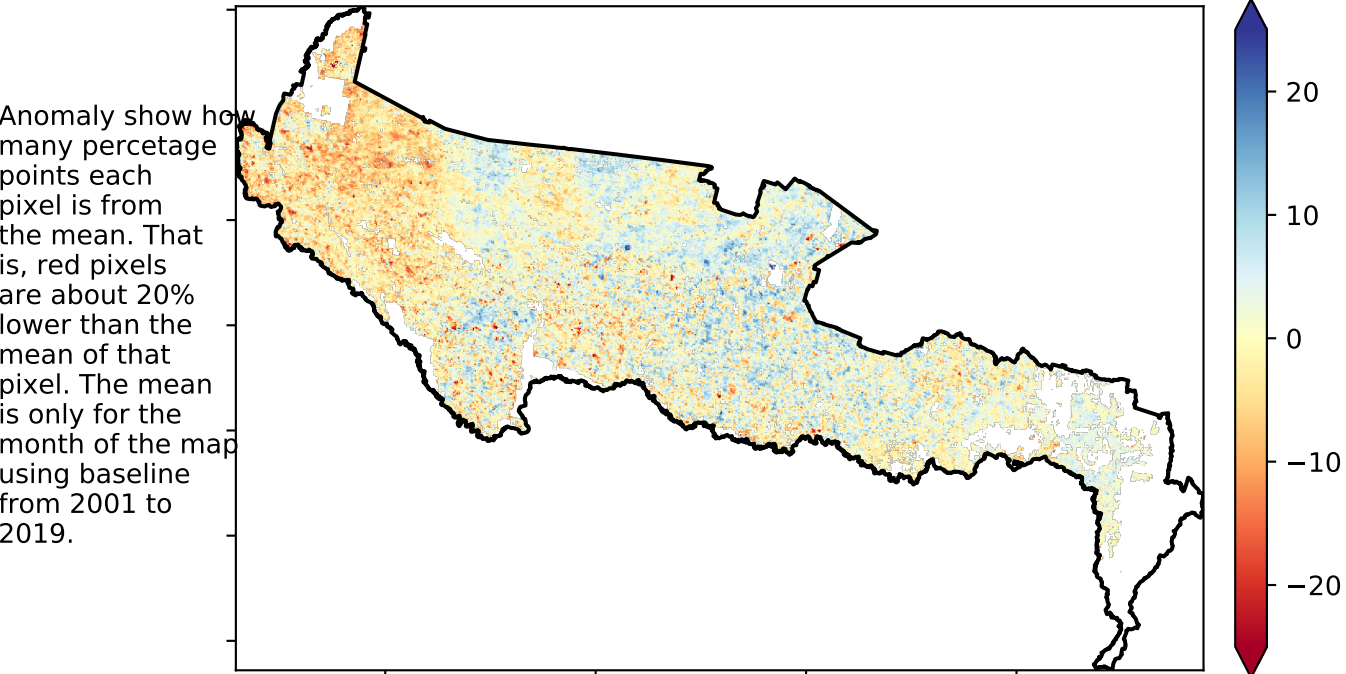 Anomaly show how
many percetage
points each
pixel is from
the mean. That
is, red pixels
are about 20%
lower than the
mean of that
pixel. The mean
is only for the
month of the map
using baseline
from 2001 to
2019.
20
10
0
−10
−20